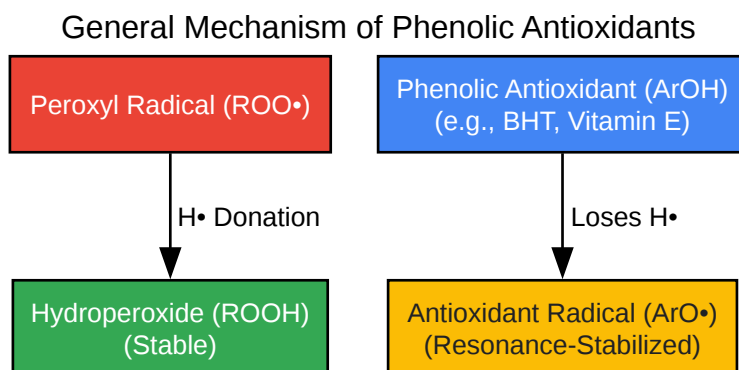 General Mechanism of Phenolic Antioxidants
Peroxyl Radical (ROO•)
Phenolic Antioxidant (ArOH)
(e.g., BHT, Vitamin E)
H• Donation
Loses H•
Hydroperoxide (ROOH)
(Stable)
Antioxidant Radical (ArO•)
(Resonance-Stabilized)